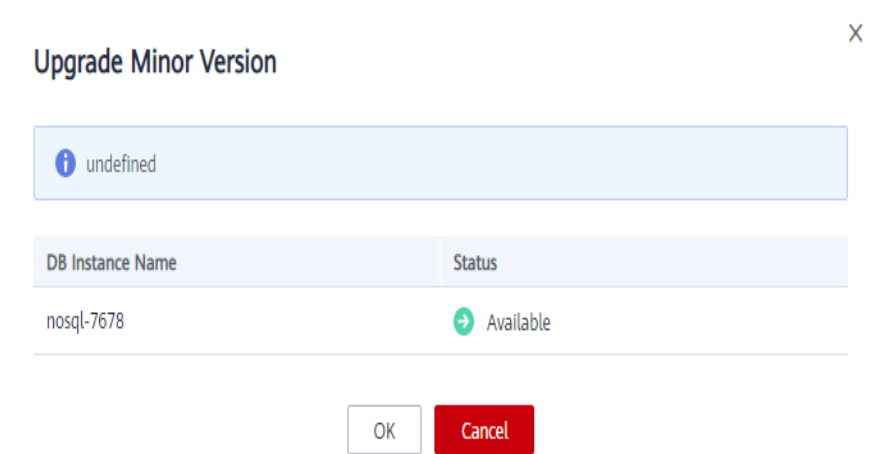 X
Upgrade Minor Version
undefined
DB Instance Name Status
nosql-7678 Available
OK Cancel